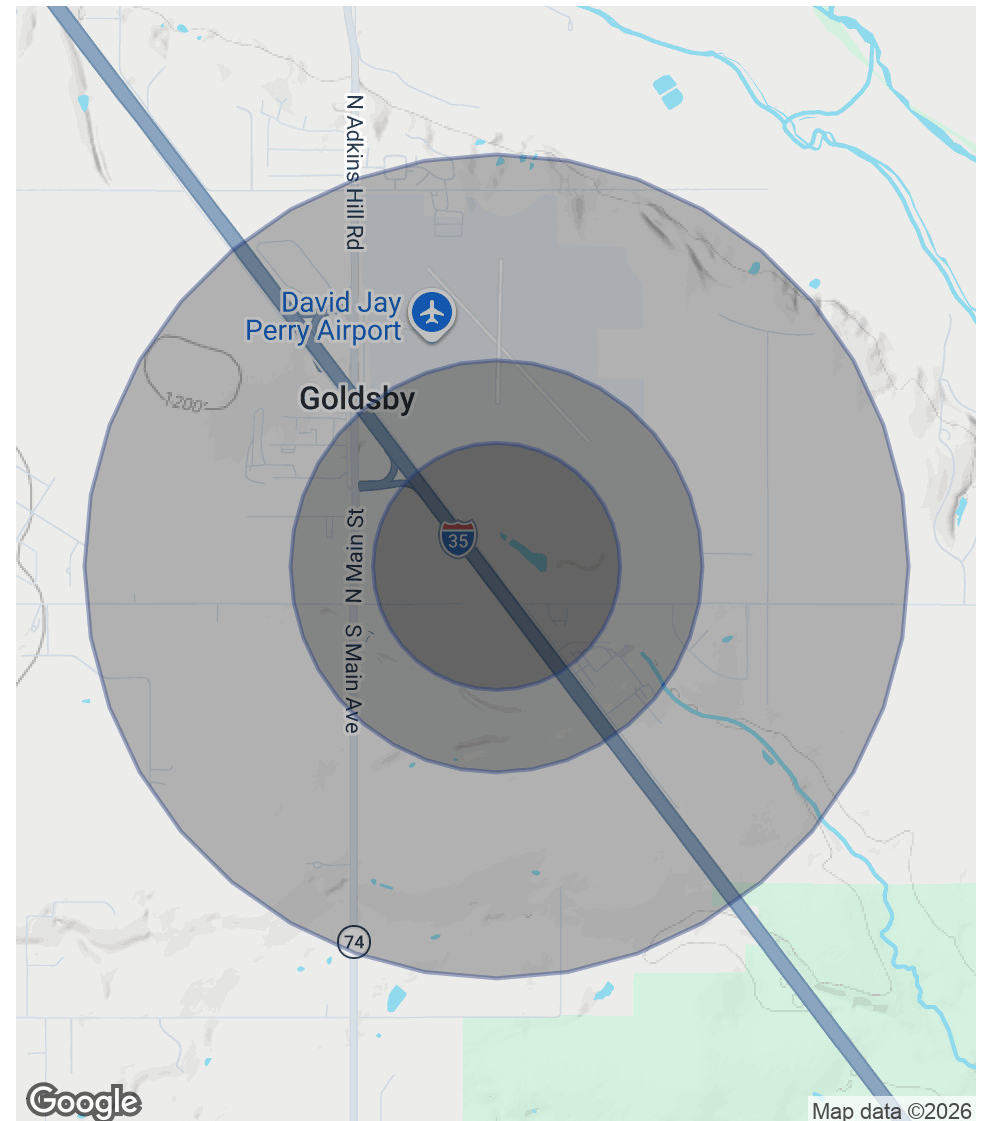 N Adkins Hill Rd
David Jay
Perry Airport
1200'
Goldsby
35
N Main St
S Main Ave
74
Google
Map data ©2026